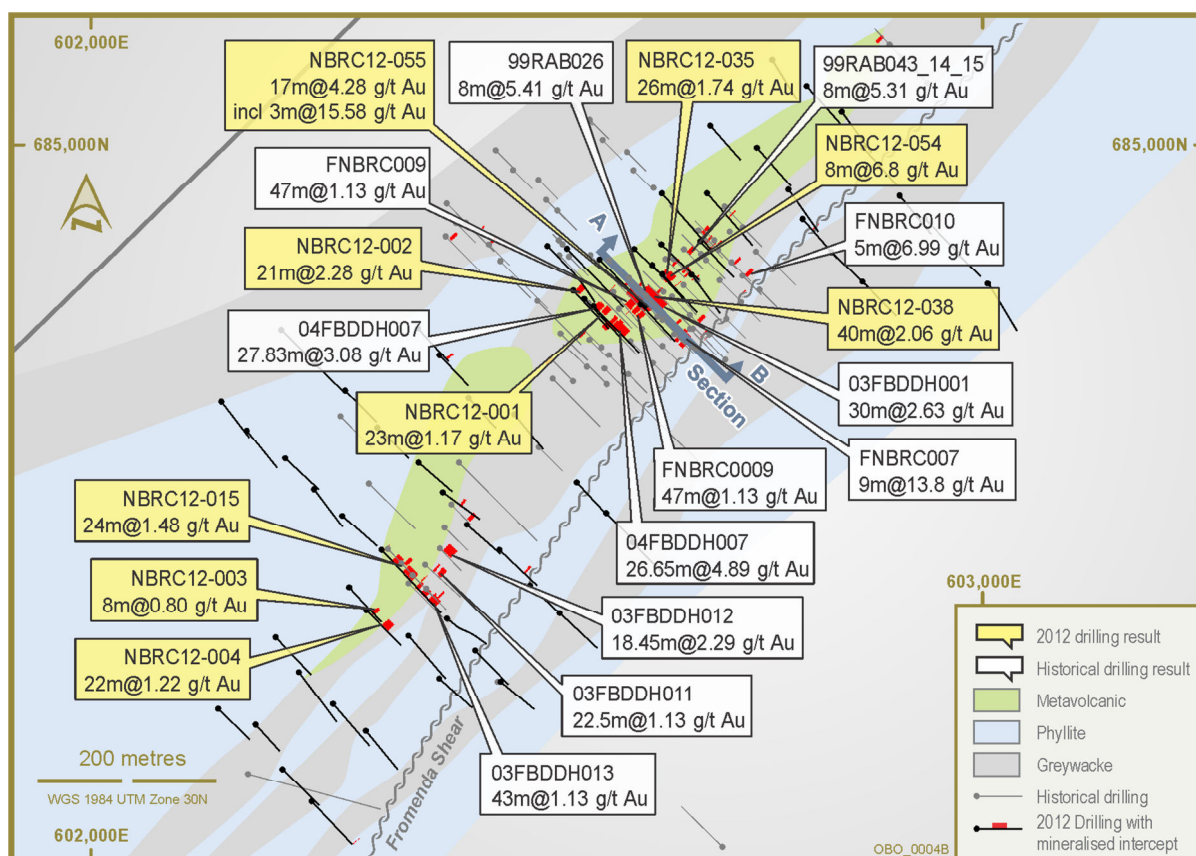 602,000E
NBRC12-055
17m@4.28 g/t Au
incl 3m@15.58 g/t Au
99RAB026
8m@5.41 g/t Au
NBRC12-035
26m@1.74 g/t Au
99RAB043_14_15
8m@5.31 g/t Au
685,000N
685,000N
NBRC12-054
8m@6.8 g/t Au
FNBRC009
47m@1.13 g/t Au
Z
A
FNBRC010
5m@6.99 g/t Au
NBRC12-002
21m@2.28 g/t Au
NBRC12-038
40m@2.06 g/t Au
04FBDDH007
27.83m@3.08 g/t Au
B
Section
03FBDDH001
30m@2.63 g/t Au
NBRC12-001
23m@1.17 g/t Au
FNBRC0009
47m@1.13 g/t Au
FNBRC007
9m@13.8 g/t Au
NBRC12-015
24m@1.48 g/t Au
04FBDDH007
26.65m@4.89 g/t Au
NBRC12-003
8m@0.80 g/t Au
03FBDDH012
18.45m@2.29 g/t Au
NBRC12-004
22m@1.22 g/t Au
03FBDDH011
22.5m@1.13 g/t Au
03FBDDH013
43m@1.13 g/t Au
Fromenda Shear
200 metres
WGS 1984 UTM Zone 30N
602,000E
603,000E
2012 drilling result
Historical drilling result
Metavolcanic
Phyllite
Greywacke
Historical drilling
2012 Drilling with
mineralised intercept
OBO_0004B